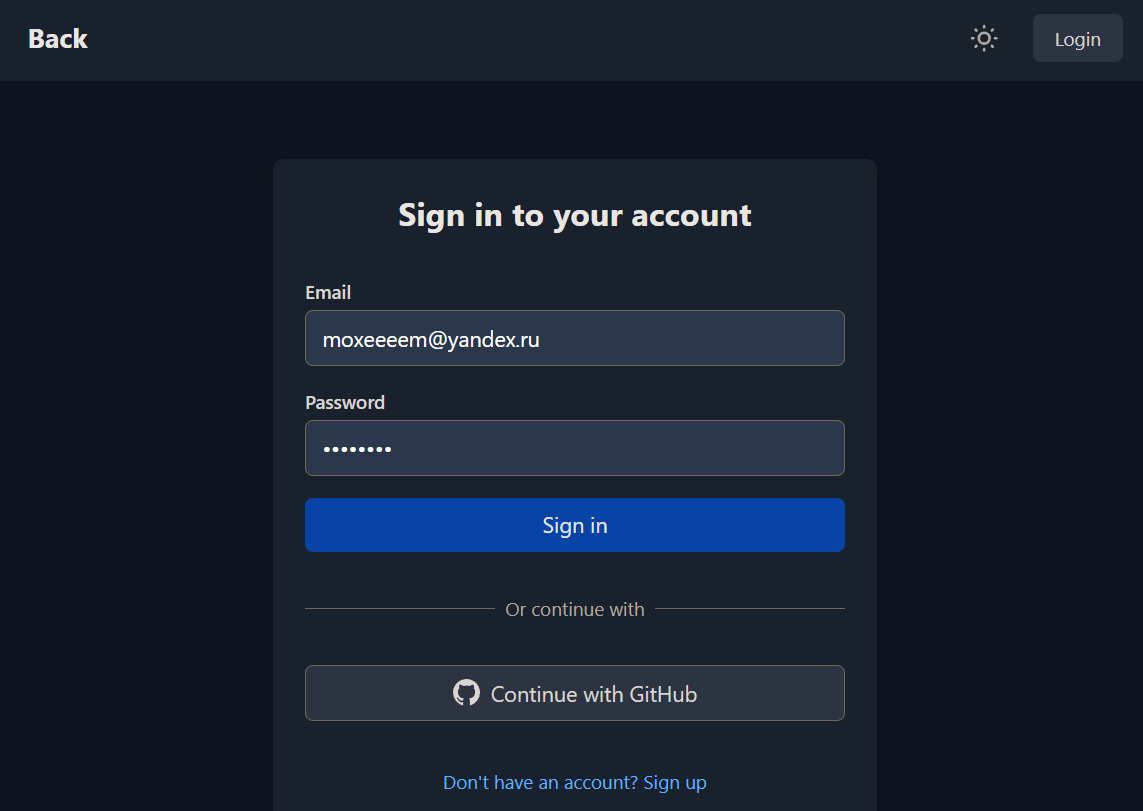 Back
Login
Sign in to your account
Email
moxeeeem@yandex.ru
Password
••••••••
Sign in
Or continue with
Continue with GitHub
Don't have an account? Sign up